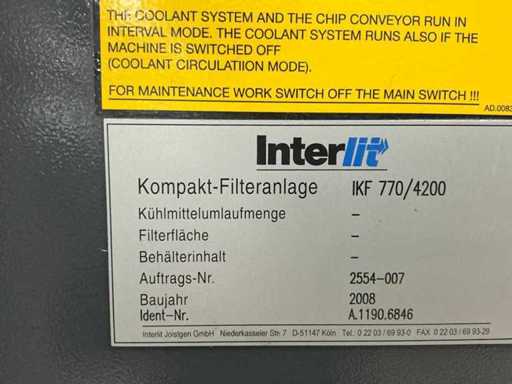 THE COOLANT SYSTEM AND THE CHIP CONVEYOR RUN IN
INTERVAL MODE. THE COOLANT SYSTEM RUNS ALSO IF THE
MACHINE IS SWITCHED OFF
(COOLANT CIRCULATIION MODE).
FOR MAINTENANCE WORK SWITCH OFF THE MAIN SWITCH !!!
AD.0083
Interlit
Kompakt-Filteranlage IKF 770/4200
Kühlmittelumlaufmenge –
Filterfläche –
Behälterinhalt –
Auftrags-Nr. 2554-007
Baujahr 2008
Ident-Nr. A.1190.6846
Interlit Joistgen GmbH Niederkasseler Str. 7 D-51147 Köln Tel.: 0 22 03 / 69 93-0 FAX 0 22 03 / 69 93-29